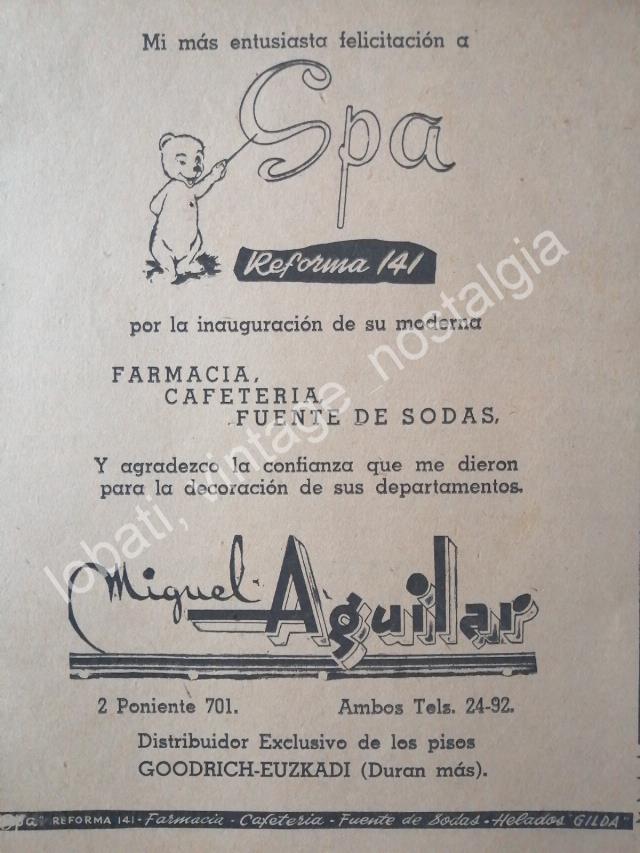 Mi más entusiasta felicitación a
Spa
Reforma 141
por la inauguración de su moderna
FARMACIA,
CAFETERIA,
FUENTE DE SODAS,
Y agradezco la confianza que me dieron
para la decoración de sus departamentos.
Miguel Aguilar
2 Poniente 701. Ambos Tels. 24-92.
Distribuidor Exclusivo de los pisos
GOODRICH-EUZKADI (Duran más).
REFORMA 141 - Farmacia - Cafeteria - Fuente de Sodas - Helados "GILDA"
lobati, vintage_nostalgia